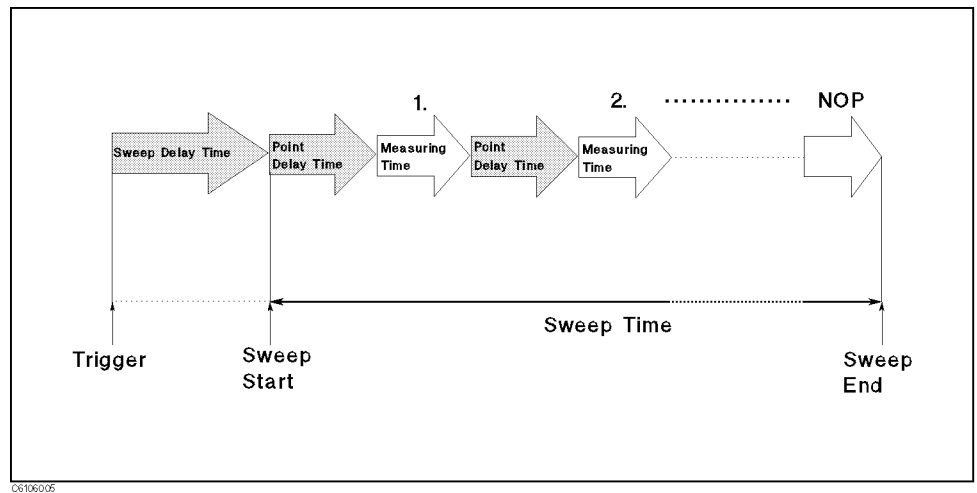 1.
2.
NOP
Sweep Delay Time
Point
Delay Time
Measuring
Time
Point
Delay Time
Measuring
Time
Sweep Time
Trigger
Sweep
Start
Sweep
End
C6106005